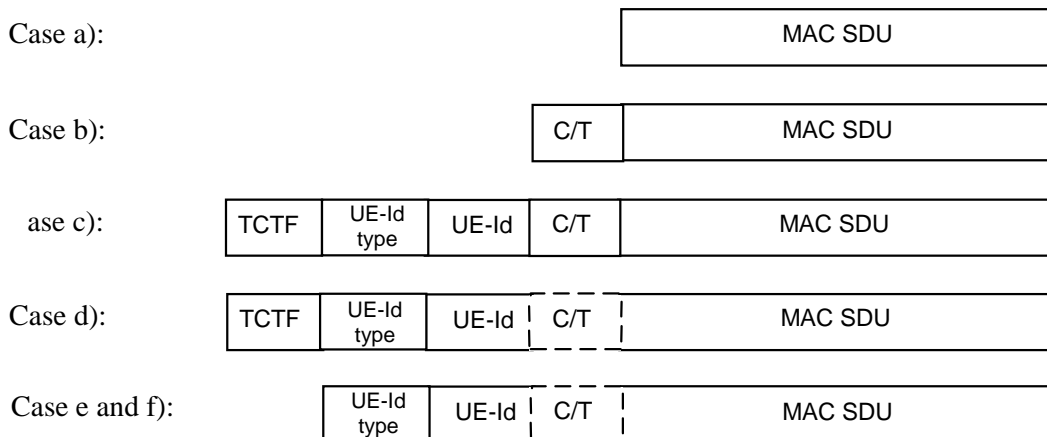 Case a): MAC SDU
Case b): C/T MAC SDU
ase c): TCTF UE-Id type UE-Id C/T MAC SDU
Case d): TCTF UE-Id type UE-Id C/T MAC SDU
Case e and f): UE-Id type UE-Id C/T MAC SDU